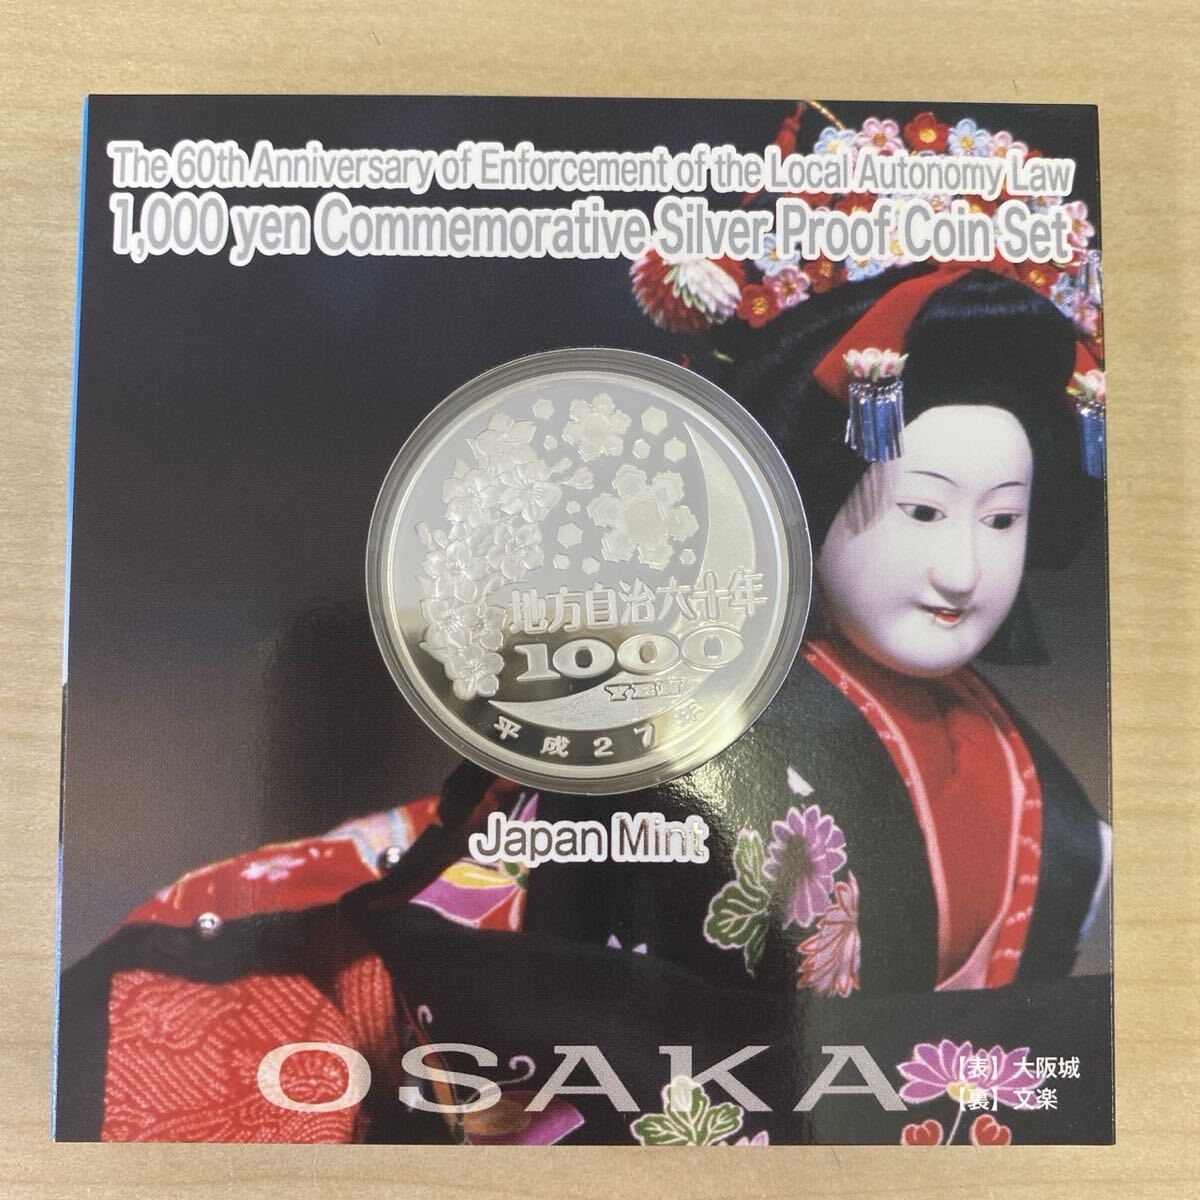 The 60th Anniversary of Enforcement of the Local Autonomy Law
1,000 yen Commemorative Silver Proof Coin Set
地方自治六十年
1000
YEN
平成27年
Japan Mint
OSAKA
【表】大阪城
【裏】文楽